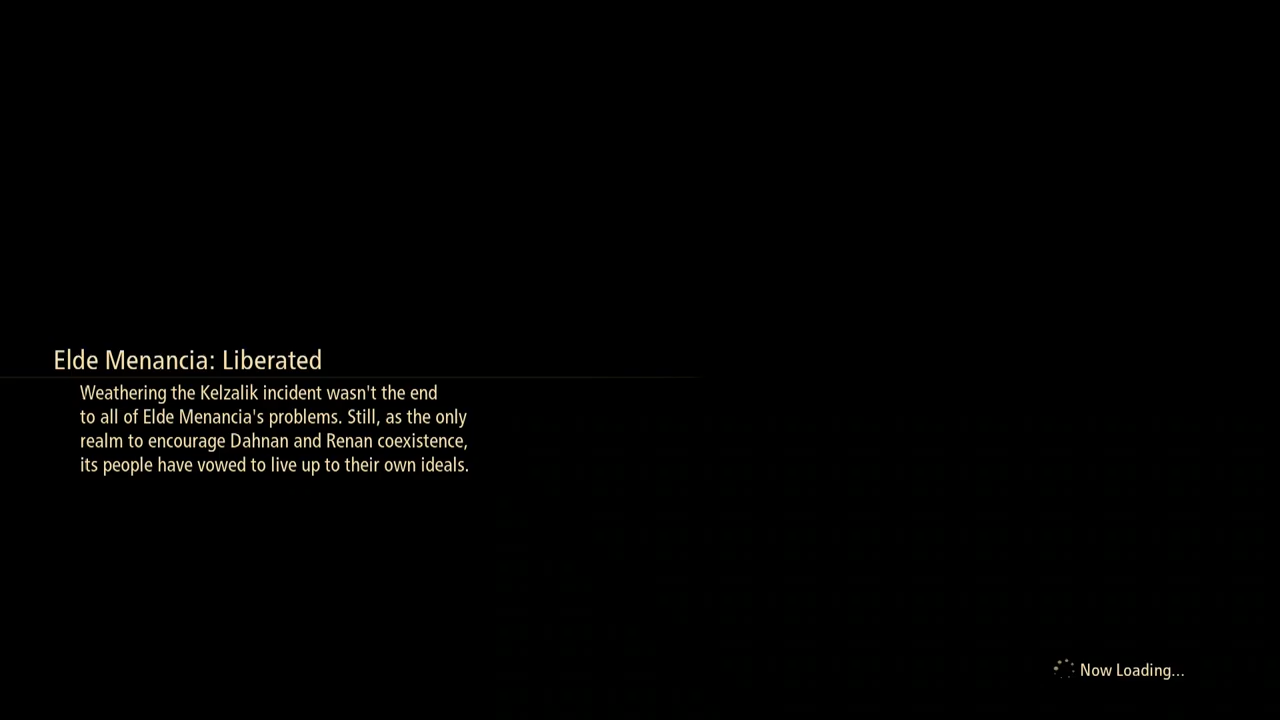 Elde Menancia: Liberated
Weathering the Kelzalik incident wasn't the end
to all of Elde Menancia's problems. Still, as the only
realm to encourage Dahnan and Renan coexistence,
its people have vowed to live up to their own ideals.
Now Loading...